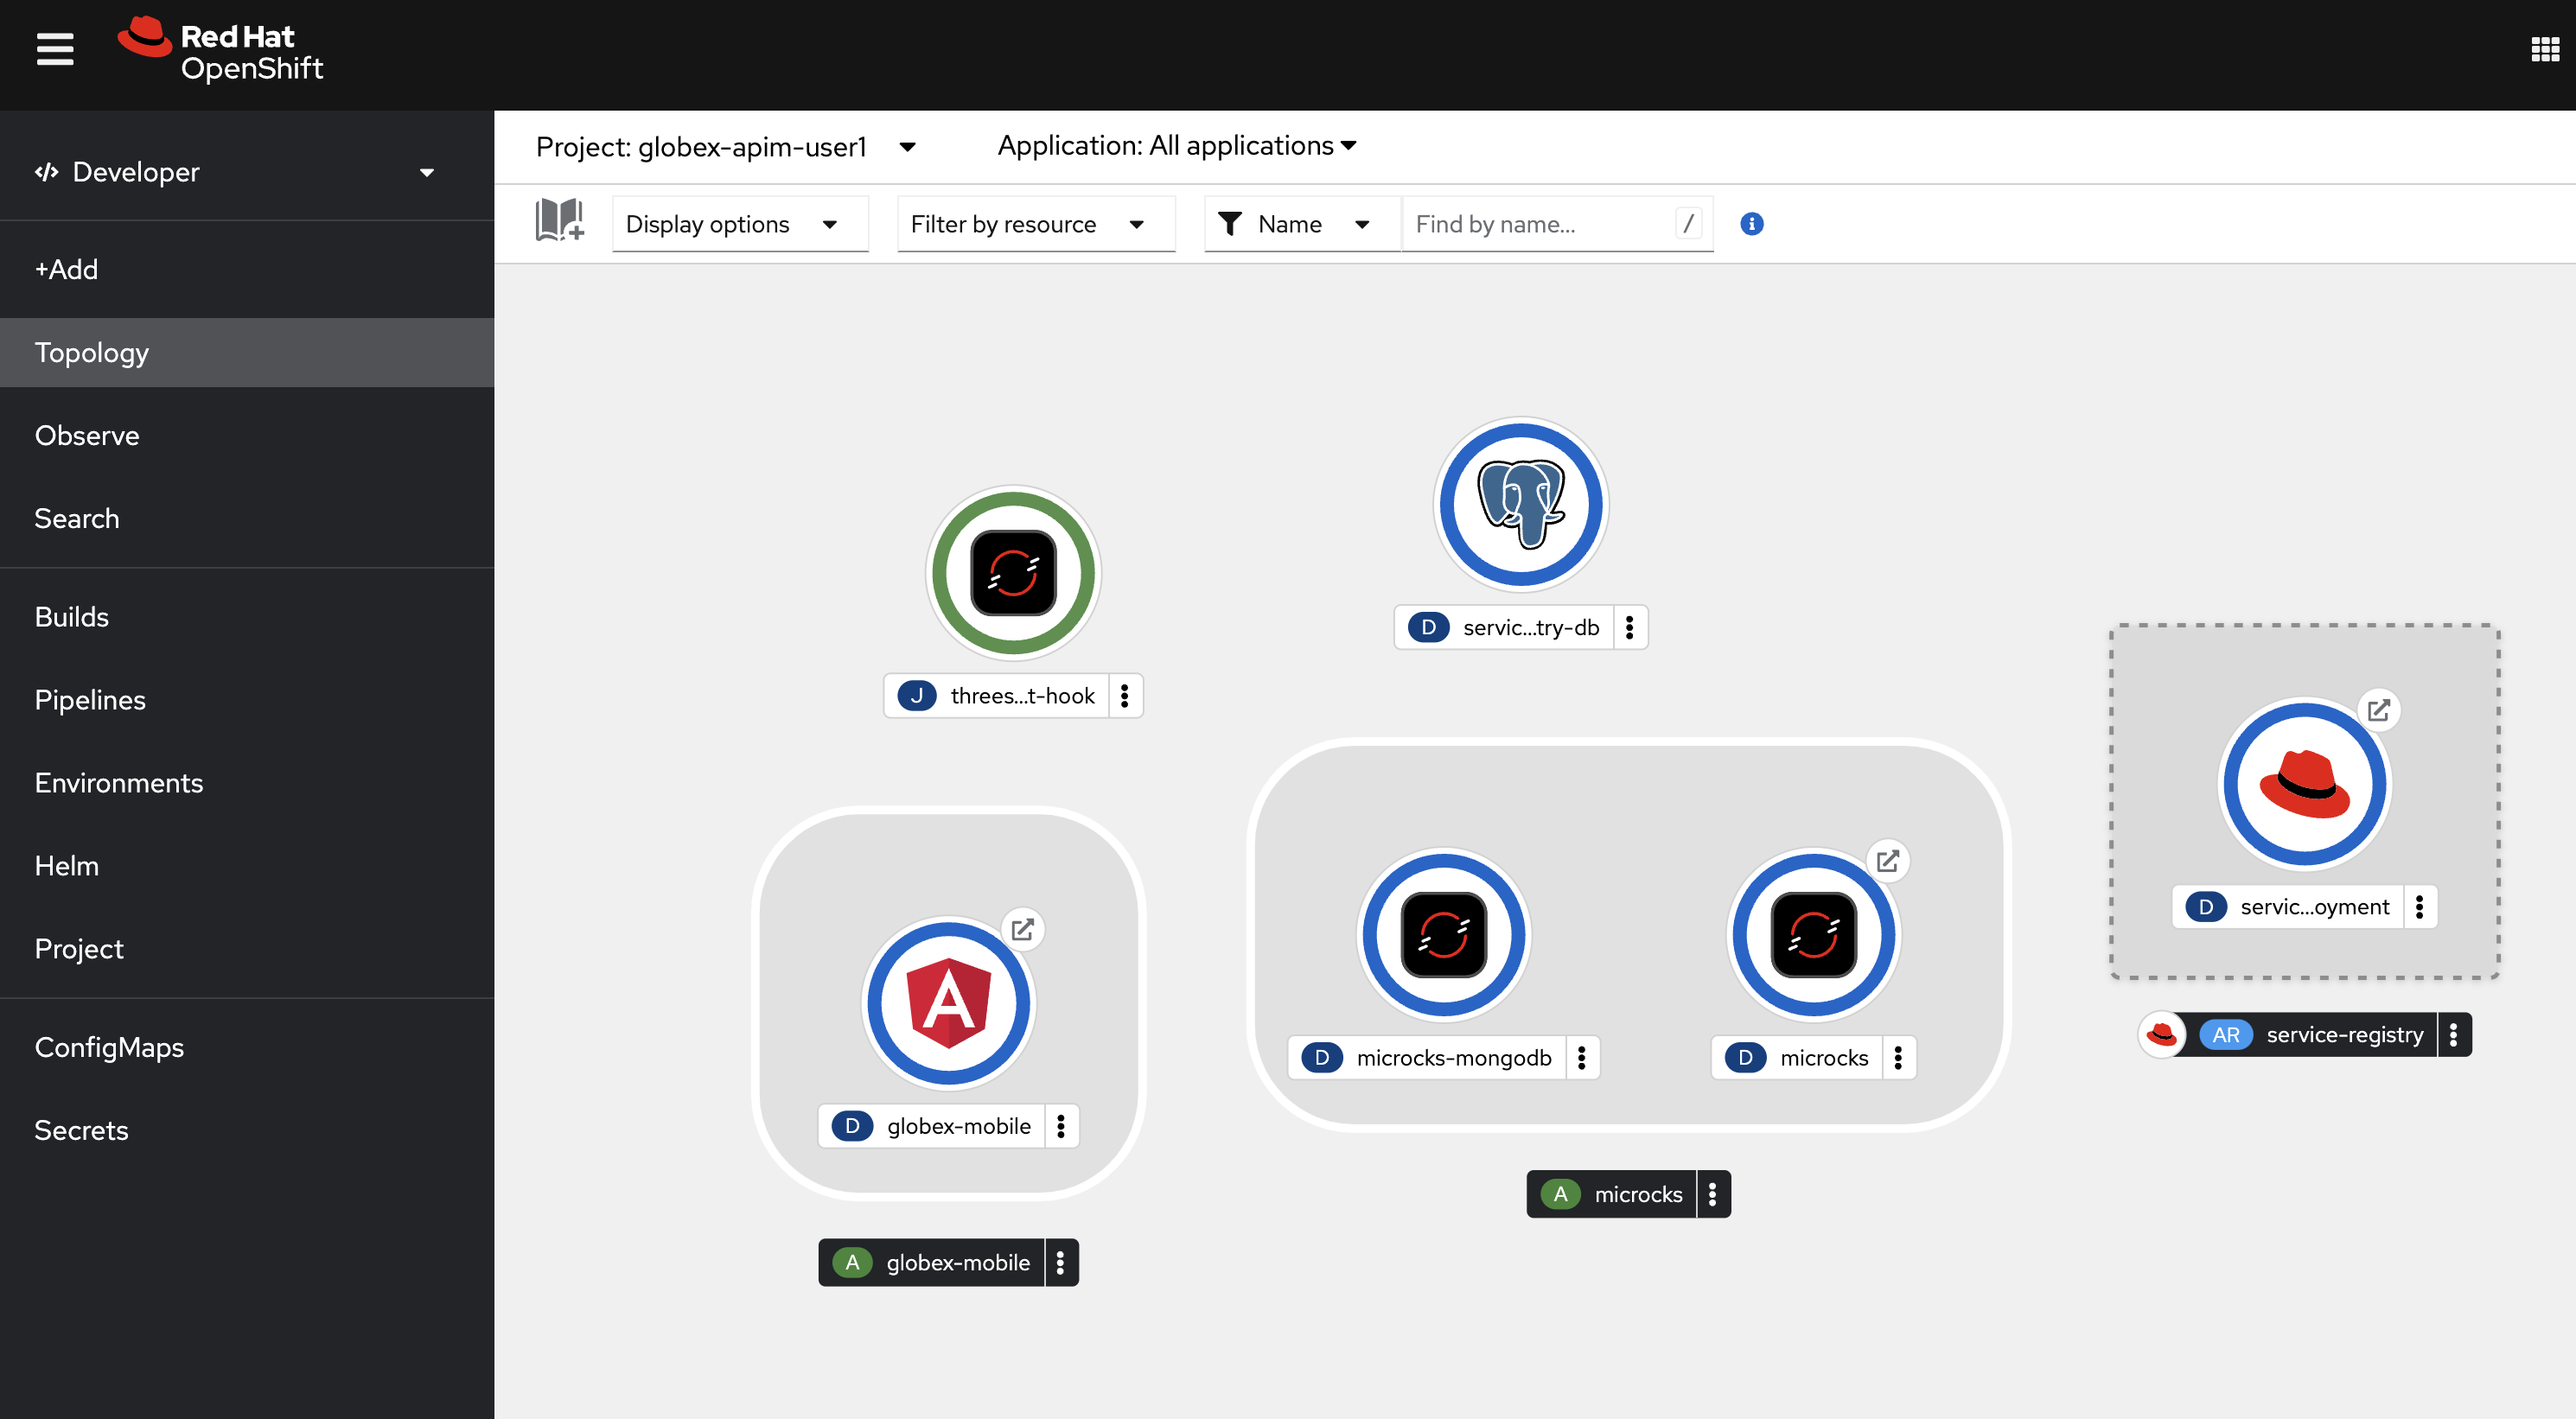 Red Hat
OpenShift
Developer
+Add
Topology
Observe
Search
Builds
Pipelines
Environments
Helm
Project
ConfigMaps
Secrets
Project: globex-apim-user1
Application: All applications
Display options
Filter by resource
Name
Find by name...
/
i
D servic...try-db
J threes...t-hook
D servic...oyment
AR service-registry
D microcks-mongodb
D microcks
A microcks
D globex-mobile
A globex-mobile